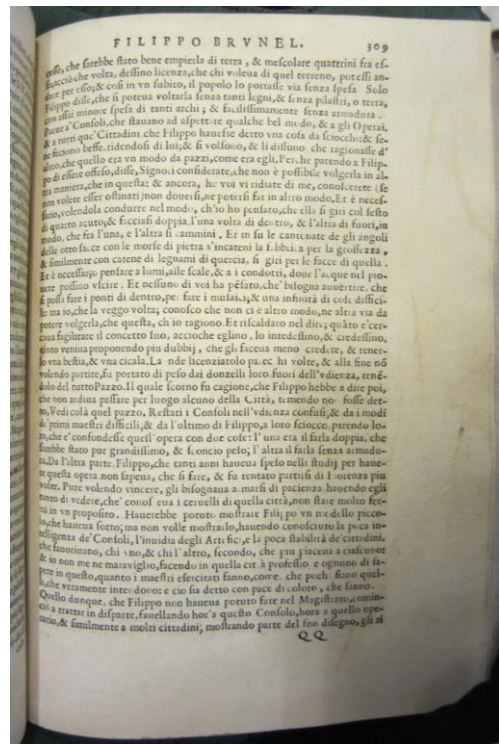 FILIPPO BRVNEL. 309
esse, che sarebbe stato bene empierla di terra, & mescolare quattrini fra es-
sa, acciò che volta, dessino licenza, che chi voleua di quel terreno, potessi an-
dare per esso; & cosi in vn subito, il popolo lo portasse via senza spesa Solo
Filippo disse, che si poteua voltarla senza tanti legni, & senza pilastri, o terra,
con assai minore spesa di tanti archi; & facilissimamente senza armadura.
Parue a' Consoli, che stauano ad aspettare qualche bel modo, & a gli Operai,
& a tutti que' Cittadini, che Filippo hauesse detto vna cosa da sciocchi: & se-
ne feciono beffe, ridendosi di lui; & si volsono, & li dissono che ragionasse d'
altro, che quello era vn modo da pazzi, come era egli. Perche parendo a Filip-
po di essere offeso, disse, Signori considerate, che non è possibile volgerla in al-
tra maniera, che in questa: & ancora, che voi vi ridiate di me, conoscerete (se
non volete esser ostinati) non douersi, ne potersi far in altro modo. Et è neces-
sario, volendola condurre nel modo, ch'io ho pensato, che ella si giri col sesto
di quarto acuto, & facciasi doppia, l'una volta di dentro, & l'altra di fuori, in
modo, che fra l'una, e l'altra si cammini. Et in su le cantonate de gli angoli
delle otto facce con le morse di pietra s'incateni la fabbrica per la grossezza,
& similmente con catene di legnami di quercia, si giri per le facce di quella.
Et è necessario pensare a lumi, alle scale, & a i condotti, doue l'acque nel pio-
uere possino vscire. Et nessuno di voi ha pésato, che bisogna auuertire, che
si possa fare i ponti di dentro, per fare i musaici, & una infinità di cose diffici-
li: ma io, che la veggo volta; conosco che non ci è altro modo, ne altra via da
potere volgerla, che questa, ch'io ragiono. Et riscaldato nel dire; quàto e' cer-
caua facilitare il concetto suo, accioche eglino, lo intedessino, & credessino,
tanto veniua proponendo piu dubbij, che gli faceua meno credere, & tener-
lo vna bestia, & vna cicala. La nde licenziatolo parecchi volte, & alla fine nõ
volendo partire, fu portato di peso dai donzelli loro fuori dell'vdienza, tené-
dolo del tutto Pazzo. Il quale scorno fu cagione, che Filippo hebbe a dire poi,
che non ardiua passare per luogo alcuno della Città, temendo no fosse det-
to, Vedi colà quel pazzo. Restati i Consoli nell'vdienza confusi; & da i modi
di primi maestri difficili, & da l'ultimo di Filippo, a loro sciocco, parendo lo-
ro, che e' confondesse quell'opera con due cose: l'una era il farla doppia, che
sarebbe stato pur grandissimo, & sconcio peso; l'altra il farla senza armadu-
ra. Da l'altra parte Filippo, che tanti anni haueua speso nelli studij per haue-
re questa opera, non sapeua, che si fare, & fu tentato partirsi di Fiorenza piu
volte. Pure volendo vincere, gli bisognaua armarsi di pacienza, hauendo egli
tanto di vedere, che' conosceua i ceruelli di quella città, non stare molto fer-
mi in vn proposito. Hauerebbe potuto mostrare Filippo vn modello picco-
lo, che haueua sotto; ma non volle mostrarlo, hauendo conosciuto la poca in-
telligenza de' Consoli, l'inuidia degli Artefici, e la poca stabilità de' cittadini,
che fauoriuano, chi vno, & chi l'altro, secondo, che piu piaceua a ciascuno:
& io non me ne marauiglio, facendo in quella città professio e ognuno di sa-
pere in questo, quanto i maestri esercitati fanno, come, che pochi siano quel-
li, che veramente intendono: e cio sia detto con pace di coloro, che sanno.
Quello dunque, che Filippo non haueua potuto fare nel Magistrato, comin-
ciò a trattar in disparte, fauellando hor'a questo Consolo, hora a quello ope-
raio, & similmente a molti cittadini; mostrando parte del suo disegno, gli ri
QQ